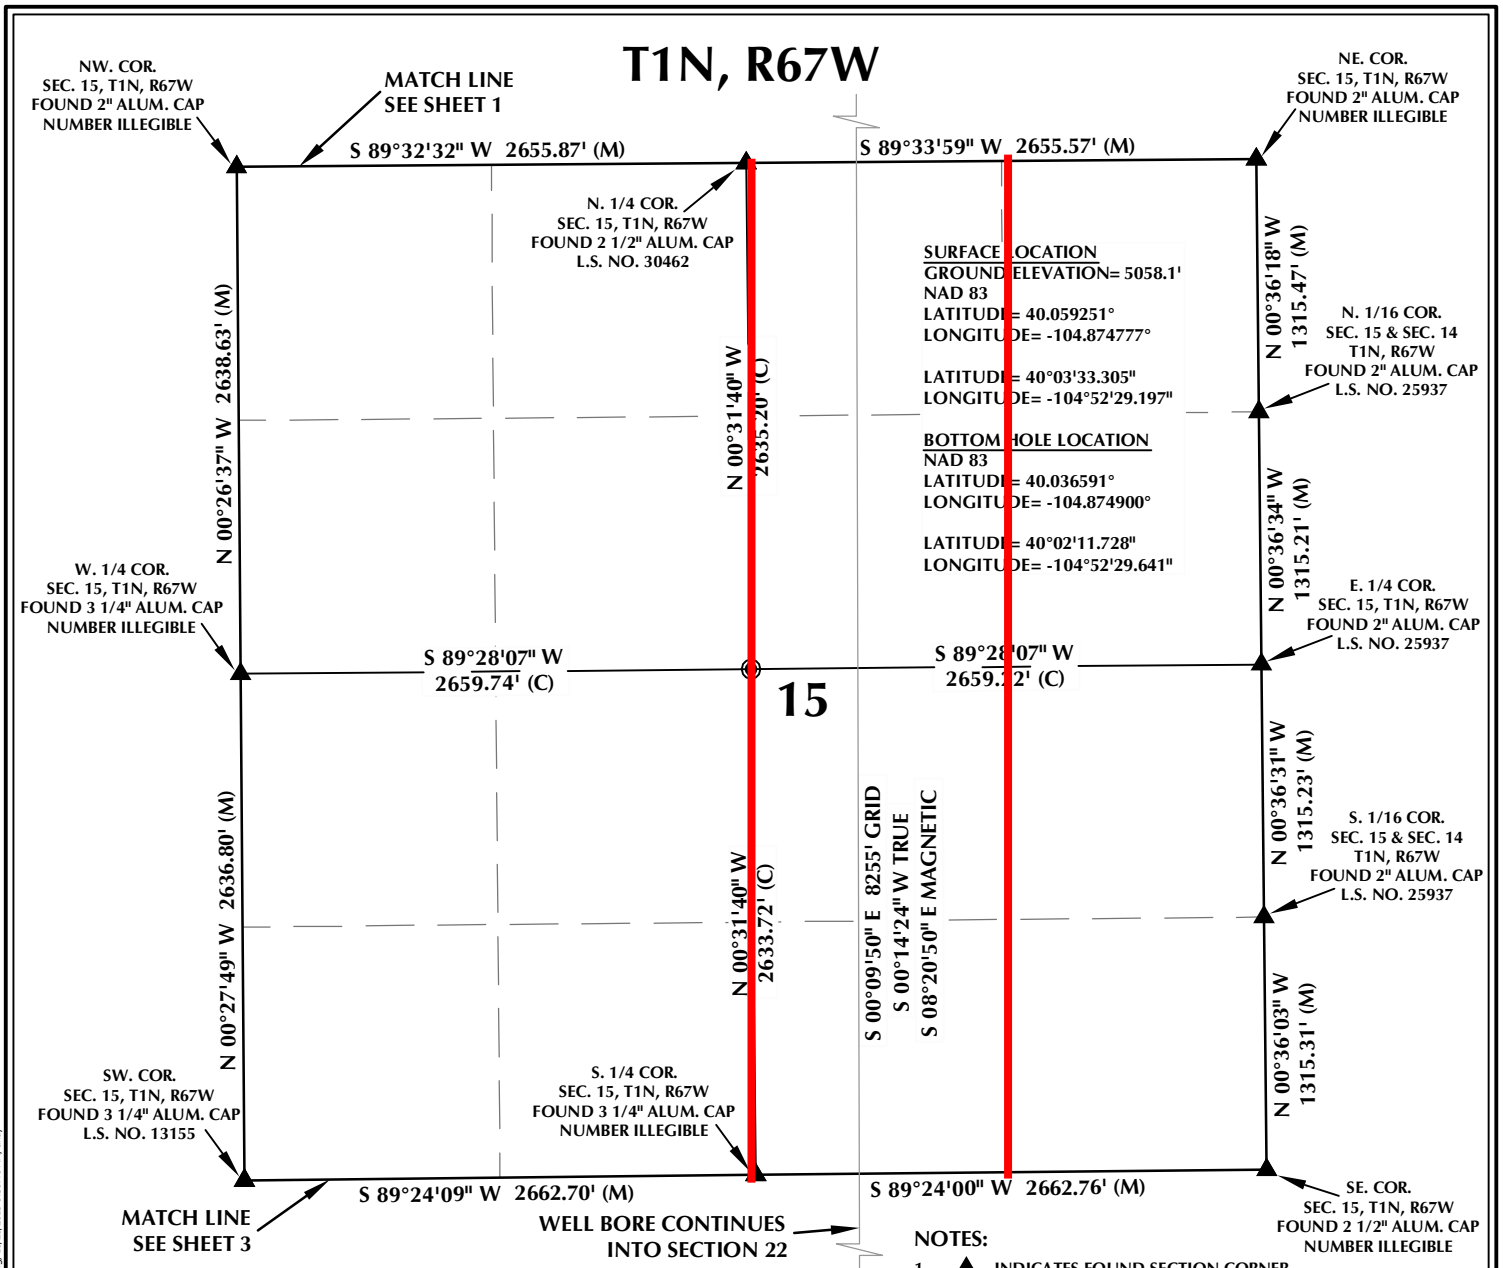 T1N, R67W
NW. COR.
SEC. 15, T1N, R67W
FOUND 2" ALUM. CAP
NUMBER ILLEGIBLE
MATCH LINE
SEE SHEET 1
NE. COR.
SEC. 15, T1N, R67W
FOUND 2" ALUM. CAP
NUMBER ILLEGIBLE
S 89°32'32" W 2655.87' (M)
S 89°33'59" W 2655.57' (M)
N. 1/4 COR.
SEC. 15, T1N, R67W
FOUND 2 1/2" ALUM. CAP
L.S. NO. 30462
SURFACE LOCATION
GROUND ELEVATION= 5058.1'
NAD 83
LATITUDE= 40.059251°
LONGITUDE= -104.874777°
LATITUDE= 40°03'33.305"
LONGITUDE= -104°52'29.197"
BOTTOM HOLE LOCATION
NAD 83
LATITUDE= 40.036591°
LONGITUDE= -104.874900°
LATITUDE= 40°02'11.728"
LONGITUDE= -104°52'29.641"
N 00°36'18" W
1315.47' (M)
N. 1/16 COR.
SEC. 15 & SEC. 14
T1N, R67W
FOUND 2" ALUM. CAP
L.S. NO. 25937
N 00°26'37" W 2638.63' (M)
N 00°31'40" W
2635.20' (C)
N 00°36'34" W
1315.21' (M)
W. 1/4 COR.
SEC. 15, T1N, R67W
FOUND 3 1/4" ALUM. CAP
NUMBER ILLEGIBLE
E. 1/4 COR.
SEC. 15, T1N, R67W
FOUND 2" ALUM. CAP
L.S. NO. 25937
S 89°28'07" W
2659.74' (C)
S 89°28'07" W
2659.22' (C)
15
N 00°27'49" W 2636.80' (M)
N 00°31'40" W
2633.72' (C)
S 00°09'50" E 8255' GRID
S 00°14'24" W TRUE
S 08°20'50" E MAGNETIC
N 00°36'31" W
1315.23' (M)
S. 1/16 COR.
SEC. 15 & SEC. 14
T1N, R67W
FOUND 2" ALUM. CAP
L.S. NO. 25937
N 00°36'03" W
1315.31' (M)
SW. COR.
SEC. 15, T1N, R67W
FOUND 3 1/4" ALUM. CAP
L.S. NO. 13155
S. 1/4 COR.
SEC. 15, T1N, R67W
FOUND 3 1/4" ALUM. CAP
NUMBER ILLEGIBLE
S 89°24'09" W 2662.70' (M)
S 89°24'00" W 2662.76' (M)
SE. COR.
SEC. 15, T1N, R67W
FOUND 2 1/2" ALUM. CAP
NUMBER ILLEGIBLE
MATCH LINE
SEE SHEET 3
WELL BORE CONTINUES
INTO SECTION 22
NOTES:
1. INDICATES FOUND SECTION CORNER